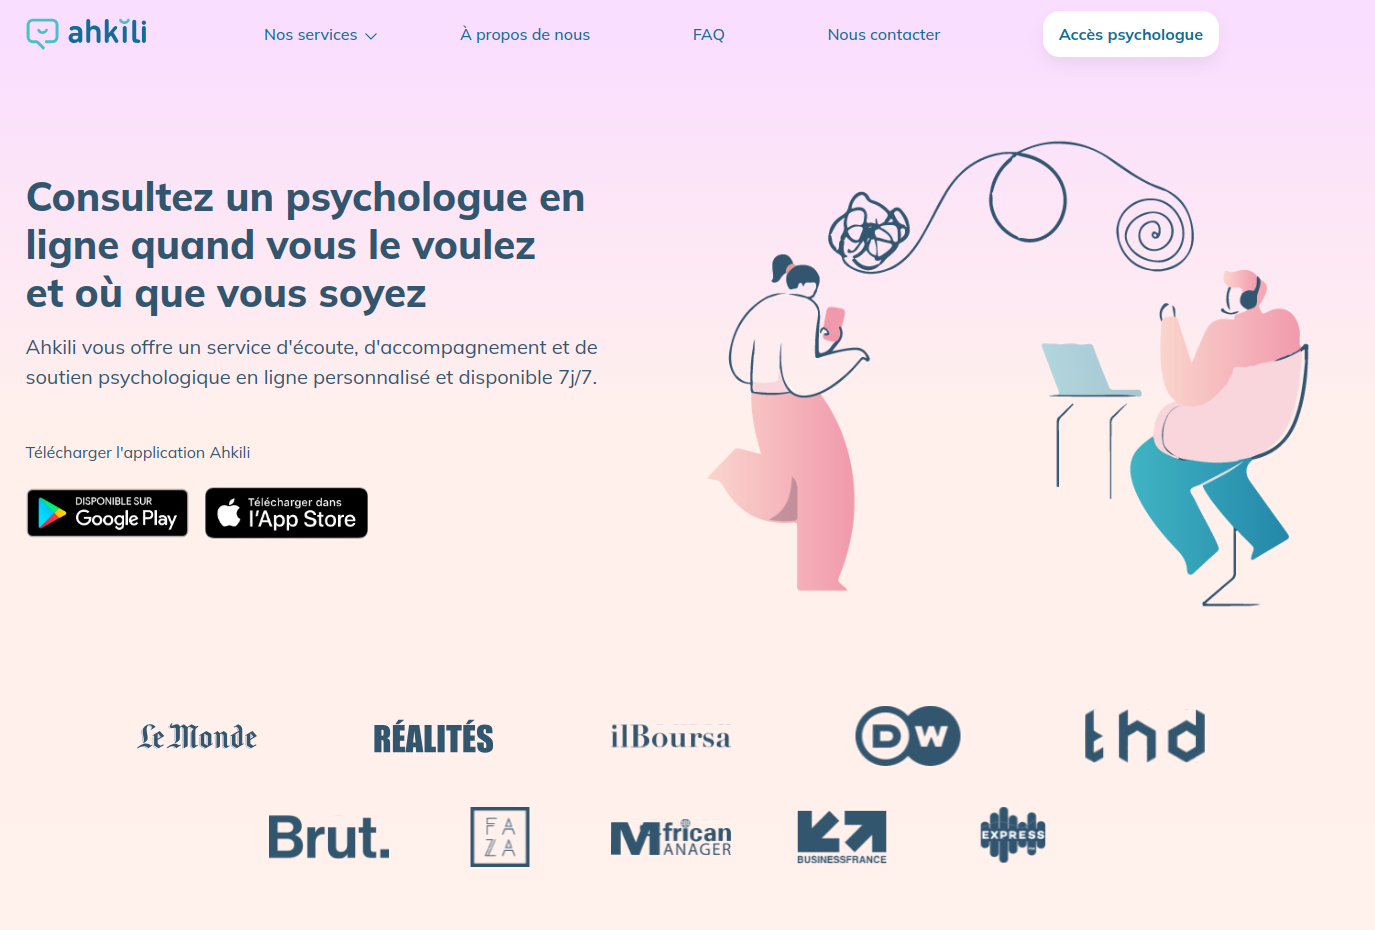 ahkili
Nos services
À propos de nous
FAQ
Nous contacter
Accès psychologue
Consultez un psychologue en
ligne quand vous le voulez
et où que vous soyez
Ahkili vous offre un service d'écoute, d'accompagnement et de
soutien psychologique en ligne personnalisé et disponible 7j/7.
Télécharger l'application Ahkili
DISPONIBLE SUR
Google Play
Télécharger dans
l'App Store
Le Monde
RÉALITÉS
ilBoursa
DW
thd
Brut.
FA
ZA
African
MANAGER
BUSINESSFRANCE
EXPRESS